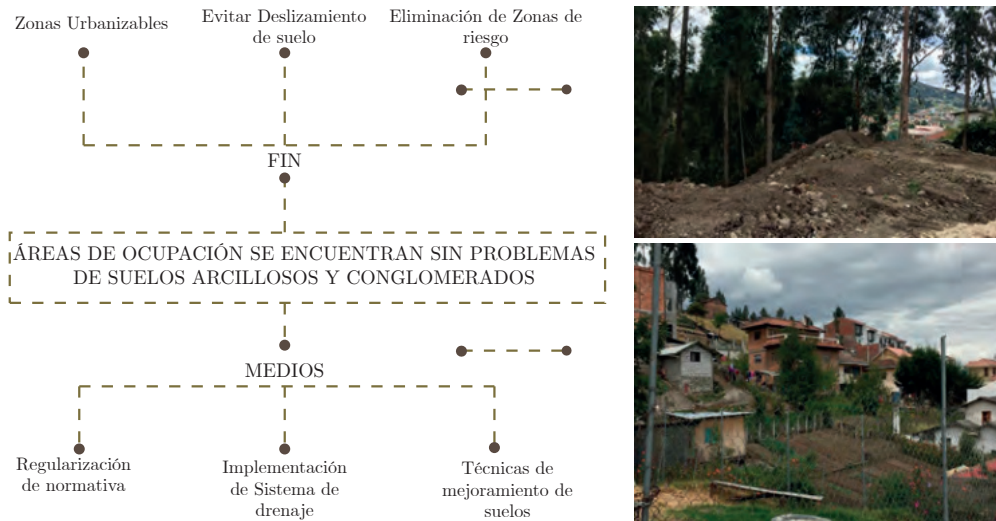 Zonas Urbanizables
Evitar Deslizamiento
de suelo
Eliminación de Zonas de
riesgo
FIN
ÁREAS DE OCUPACIÓN SE ENCUENTRAN SIN PROBLEMAS
DE SUELOS ARCILLOSOS Y CONGLOMERADOS
MEDIOS
Regularización
de normativa
Implementación
de Sistema de
drenaje
Técnicas de
mejoramiento de
suelos